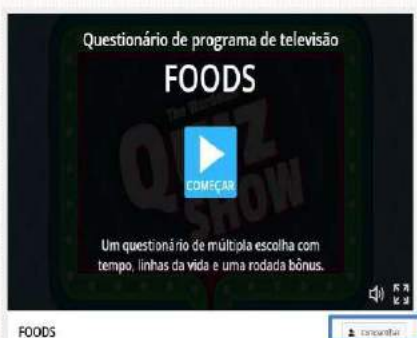 Questionário de programa de televisão
FOODS
QUIZ
SHOW
COMEÇAR
Um questionário de múltipla escolha com
tempo, linhas da vida e uma rodada bônus.
FOODS